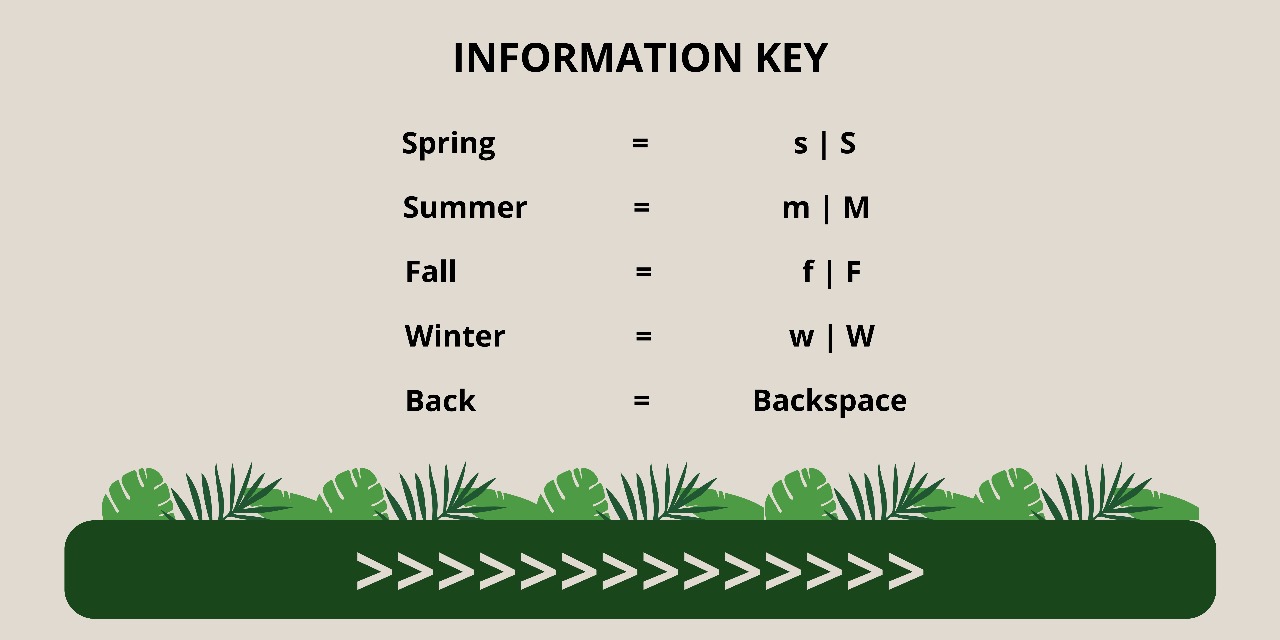 INFORMATION KEY
Spring = s | S
Summer = m | M
Fall = f | F
Winter = w | W
Back = Backspace
>>>>>>>>>>>>>>